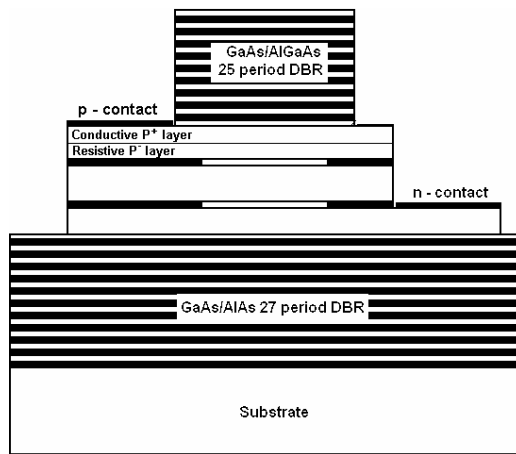 GaAs/AlGaAs
25 period DBR
p - contact
Conductive P⁺ layer
Resistive P⁻ layer
n - contact
GaAs/AlAs 27 period DBR
Substrate